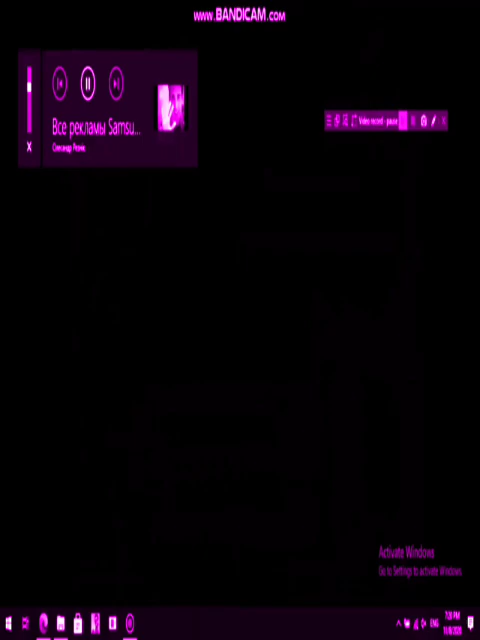 www.BANDICAM.com
Все рекламы Samsu...
Video record - pause
Activate Windows
Go to Settings to activate Windows.
ENG